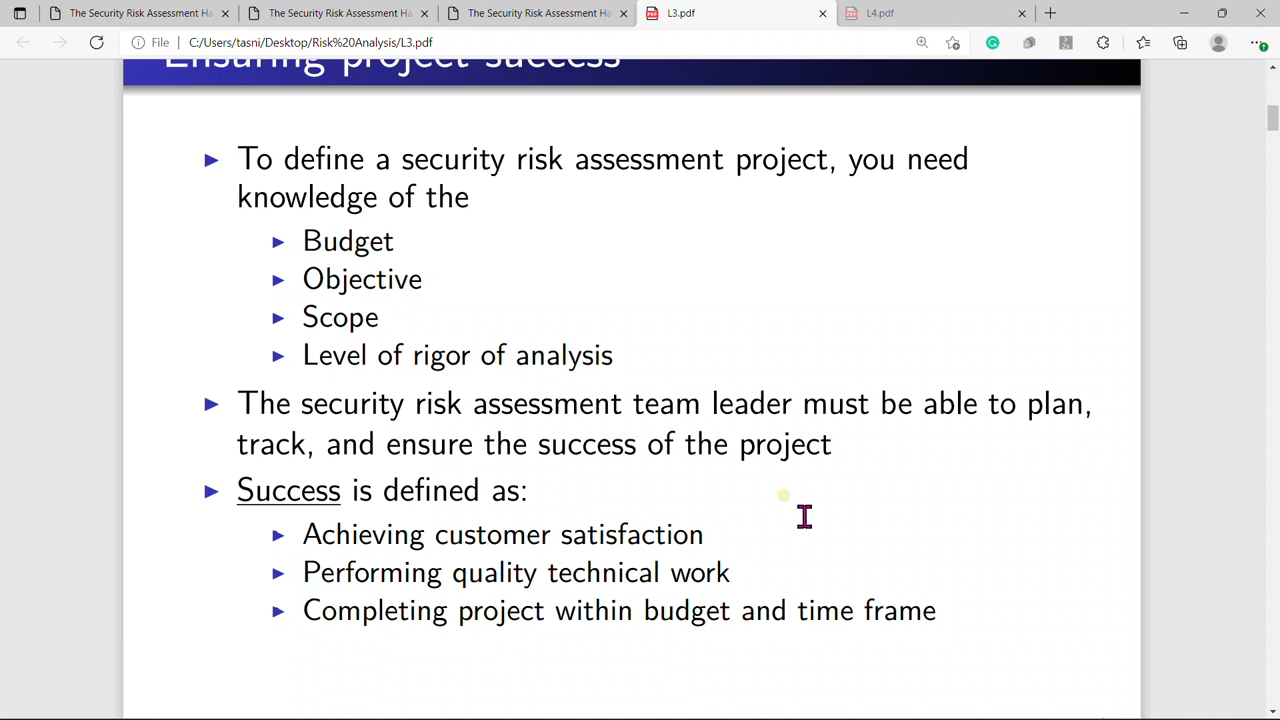 The Security Risk Assessment Ha
The Security Risk Assessment Ha
The Security Risk Assessment Ha
L3.pdf
L4.pdf
File | C:/Users/tasni/Desktop/Risk%20Analysis/L3.pdf
Ensuring project success
To define a security risk assessment project, you need
knowledge of the
Budget
Objective
Scope
Level of rigor of analysis
The security risk assessment team leader must be able to plan,
track, and ensure the success of the project
Success is defined as:
Achieving customer satisfaction
Performing quality technical work
Completing project within budget and time frame